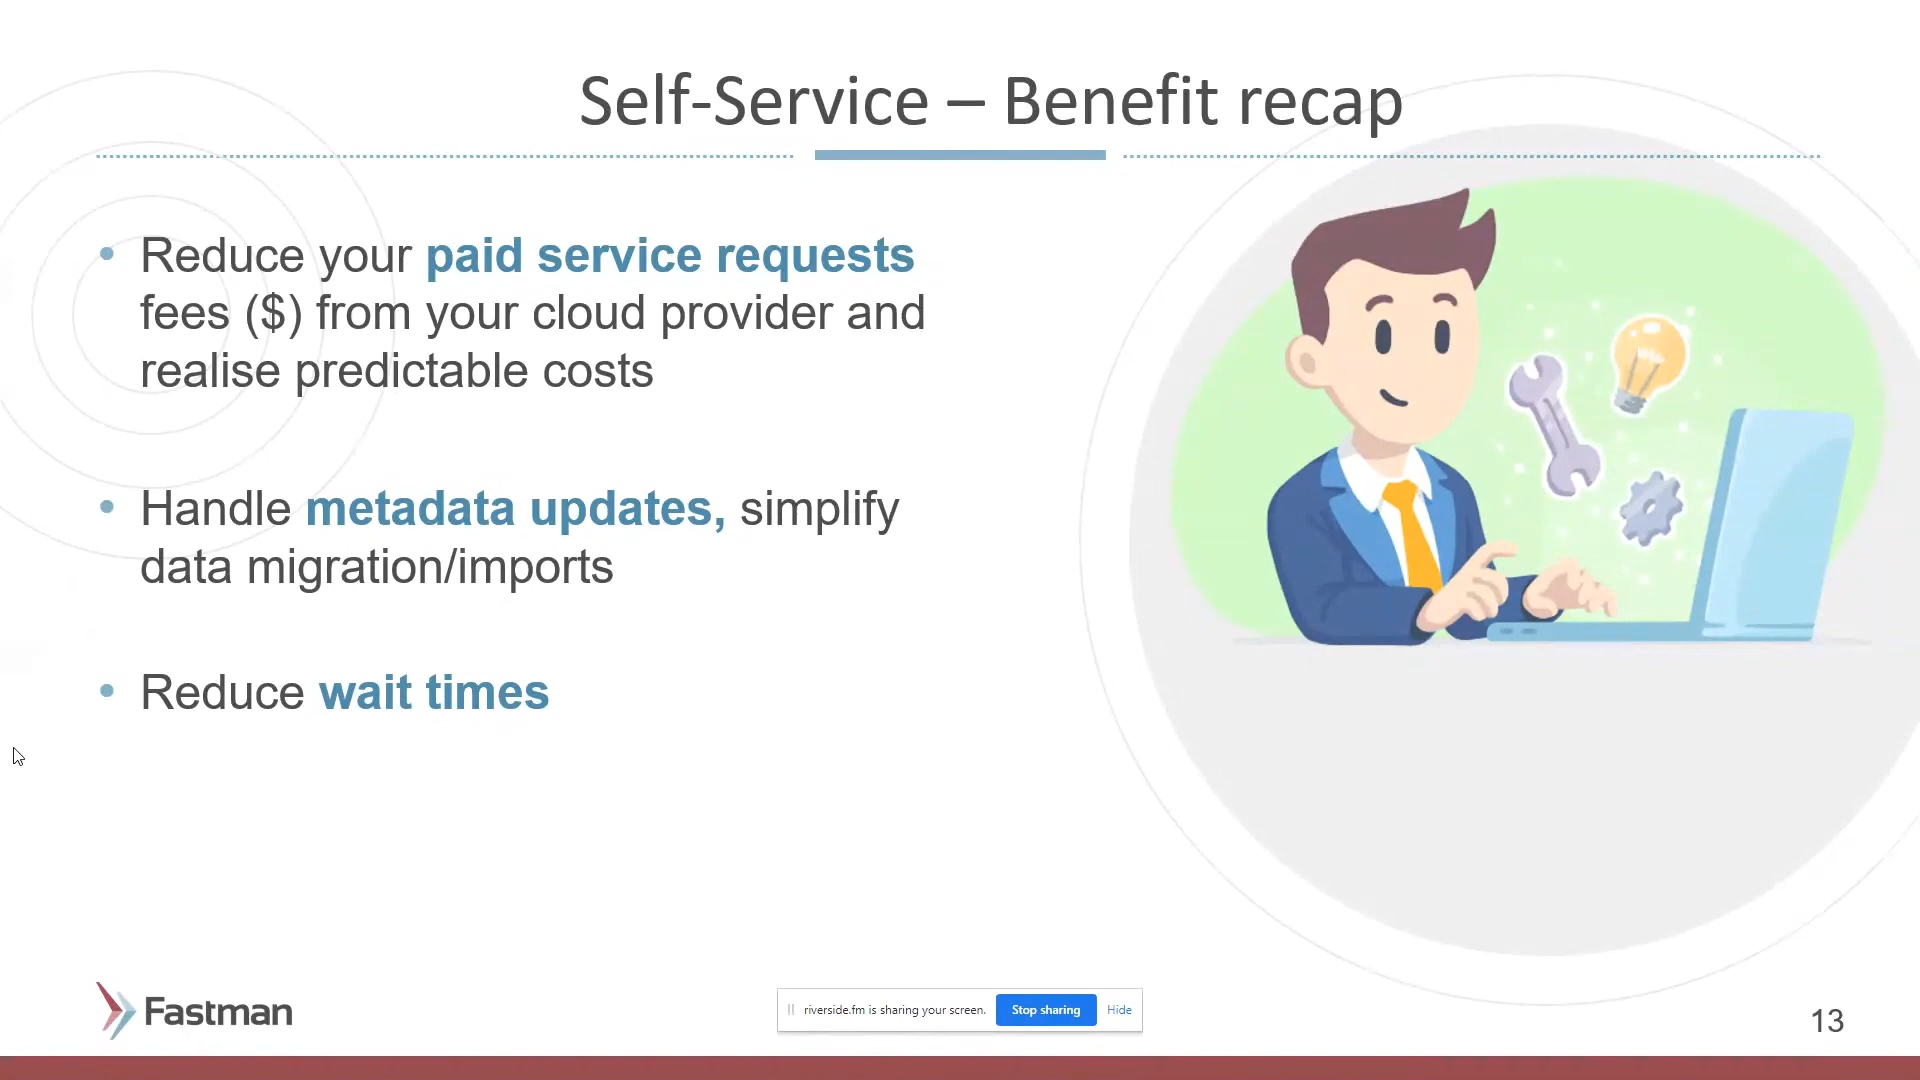 Self-Service – Benefit recap
• Reduce your paid service requests
fees ($) from your cloud provider and
realise predictable costs
• Handle metadata updates, simplify
data migration/imports
• Reduce wait times
Fastman
riverside.fm is sharing your screen. Stop sharing Hide
13